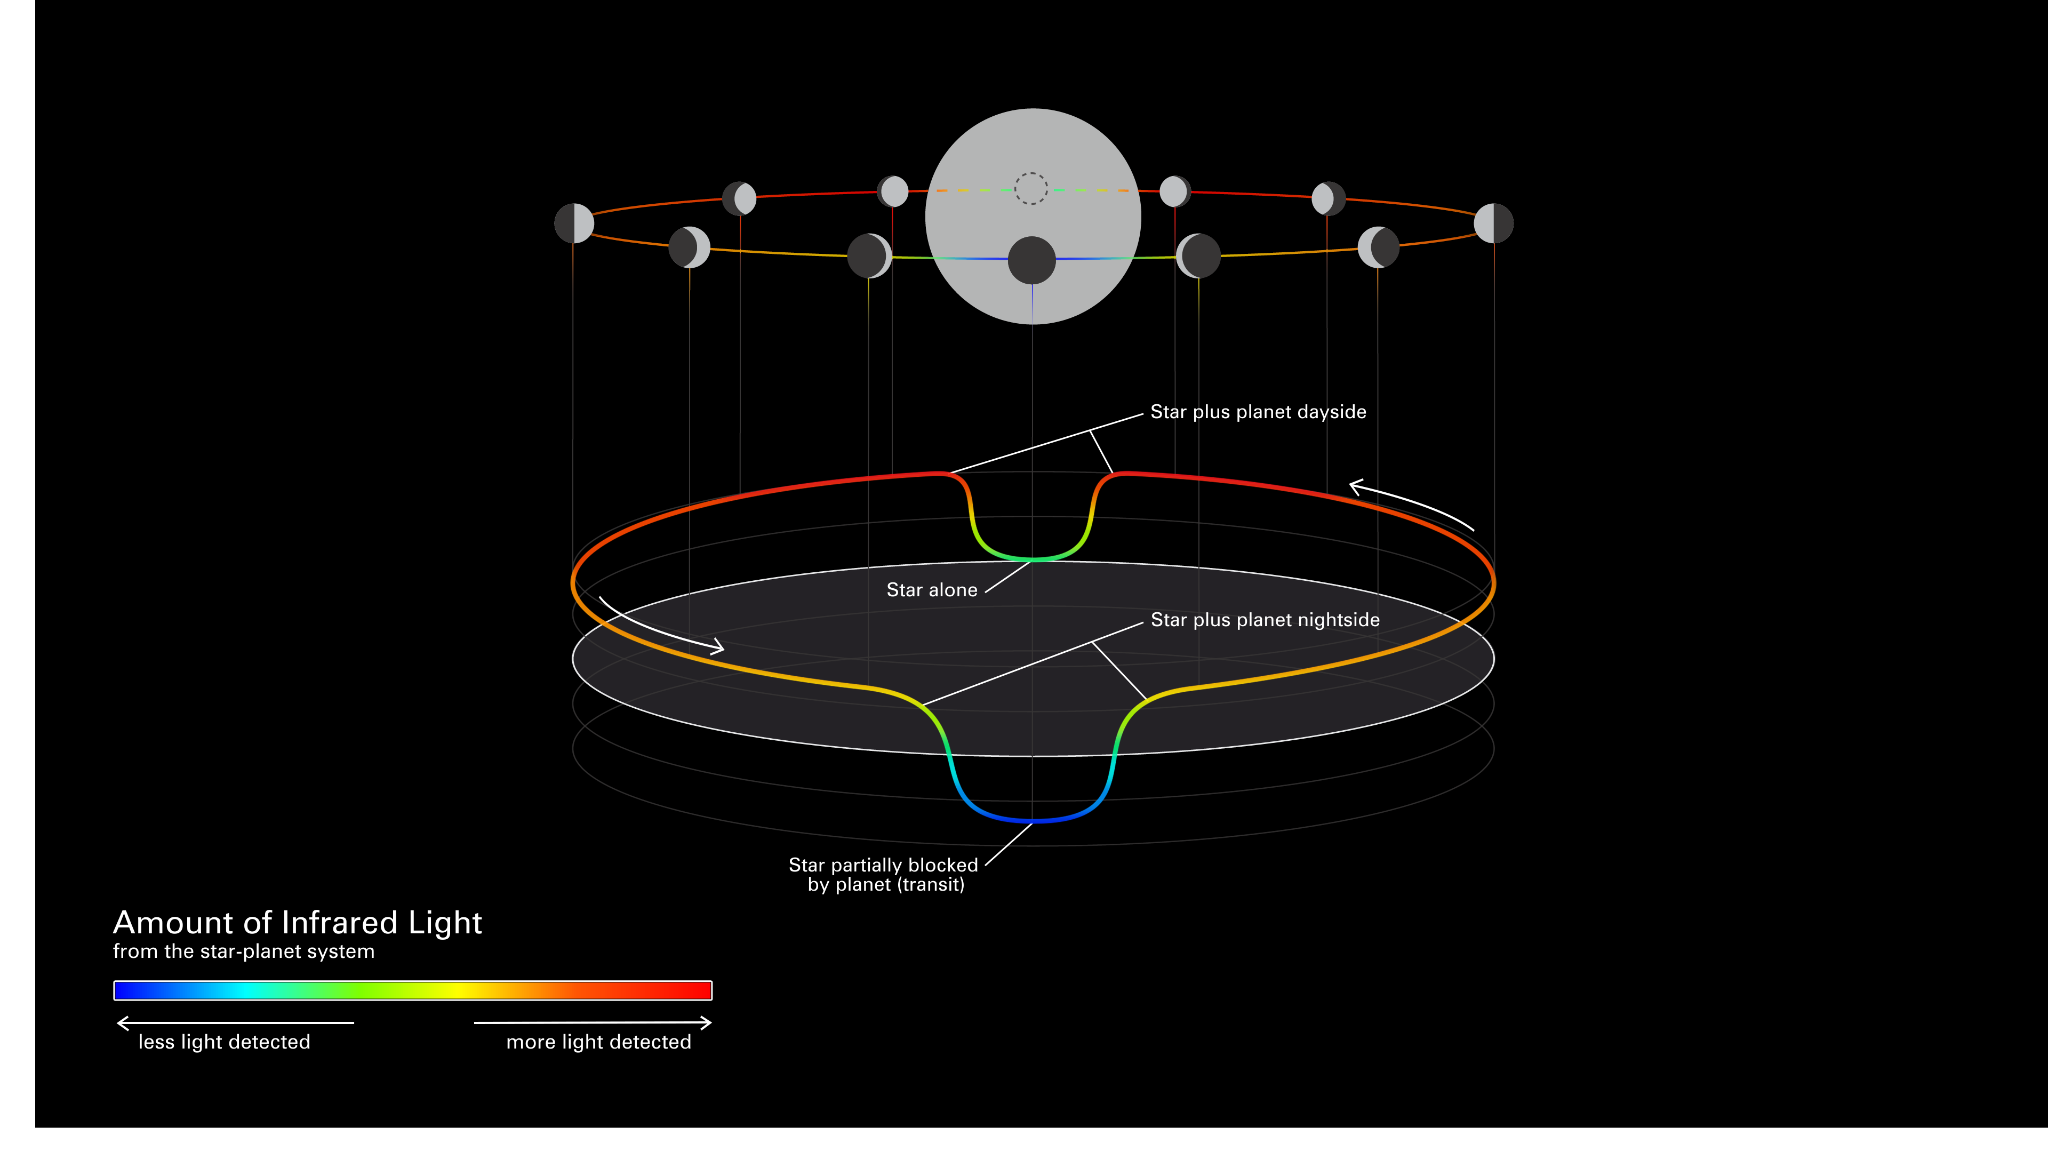 Star plus planet dayside
Star alone
Star plus planet nightside
Star partially blocked
by planet (transit)
Amount of Infrared Light
from the star-planet system
less light detected
more light detected